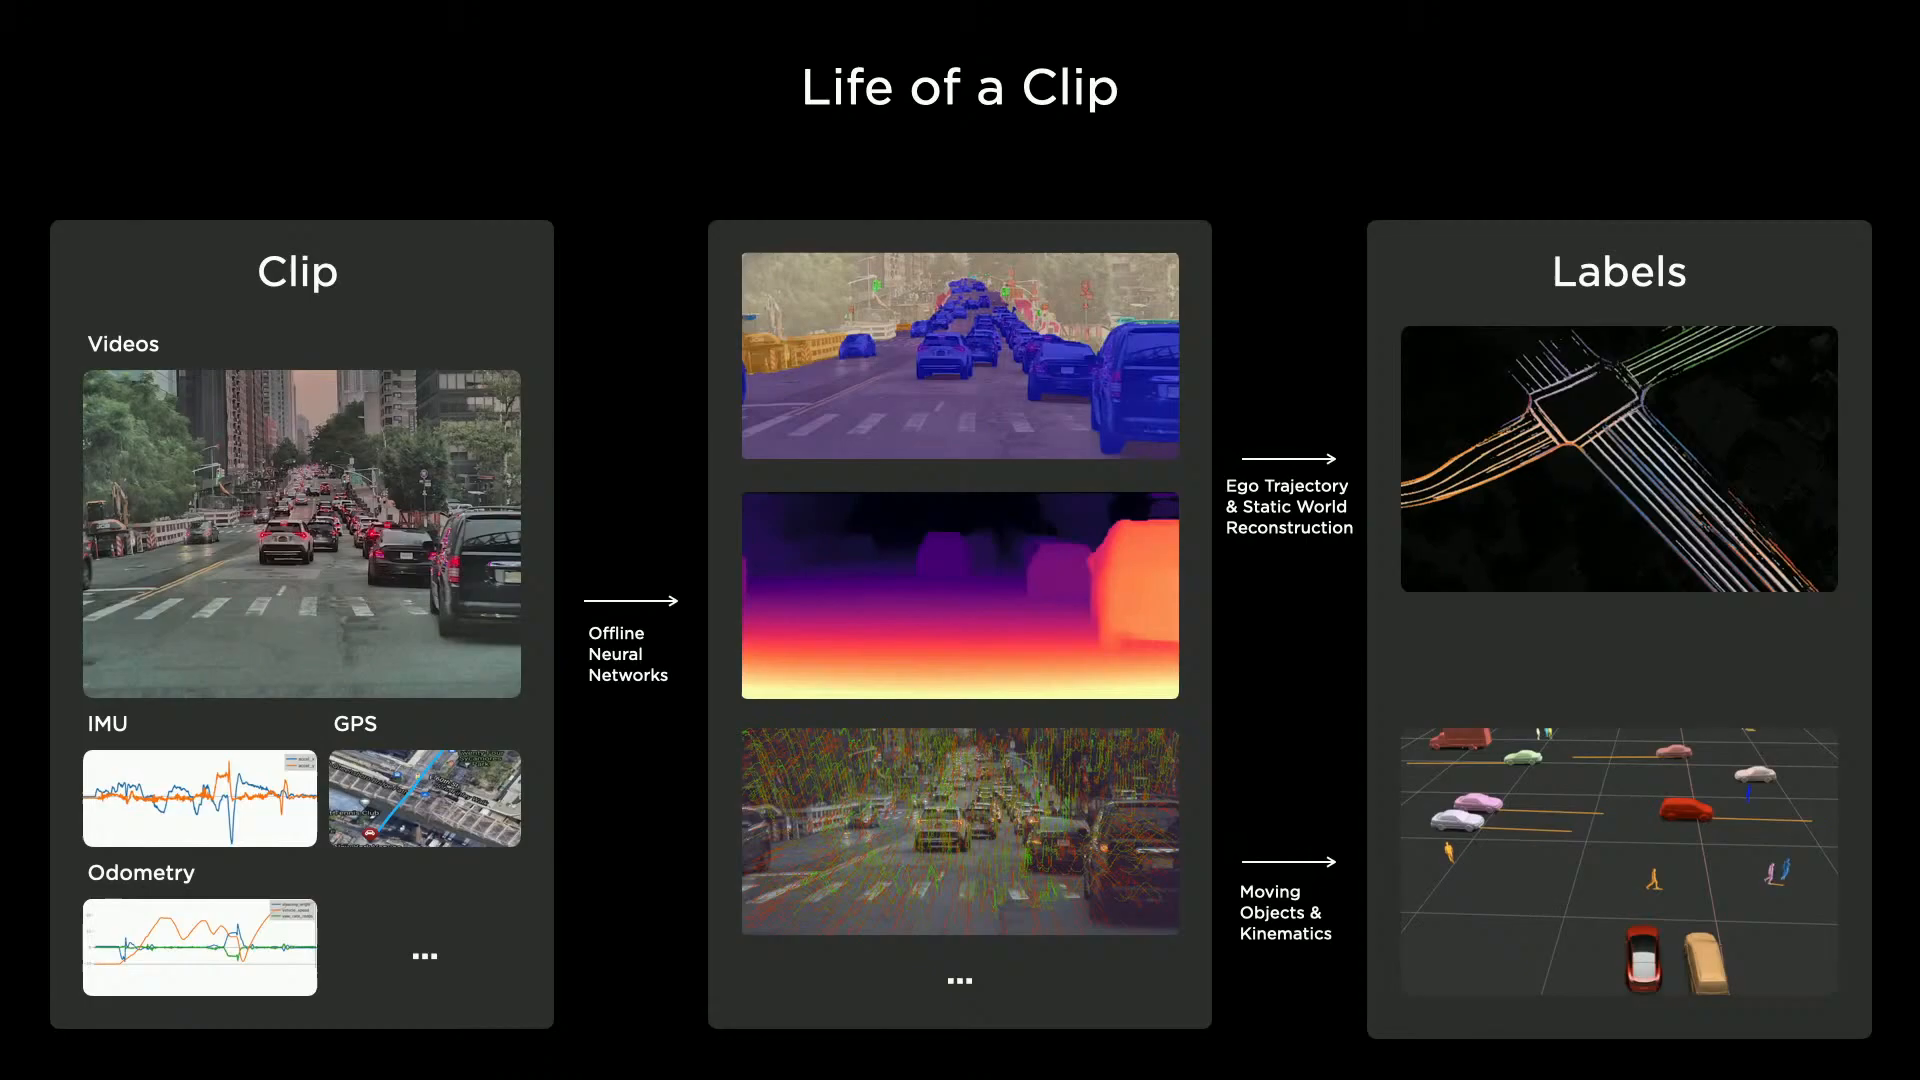 Life of a Clip
Clip
Videos
IMU
GPS
Odometry
...
Offline
Neural
Networks
...
Ego Trajectory
& Static World
Reconstruction
Moving
Objects &
Kinematics
Labels